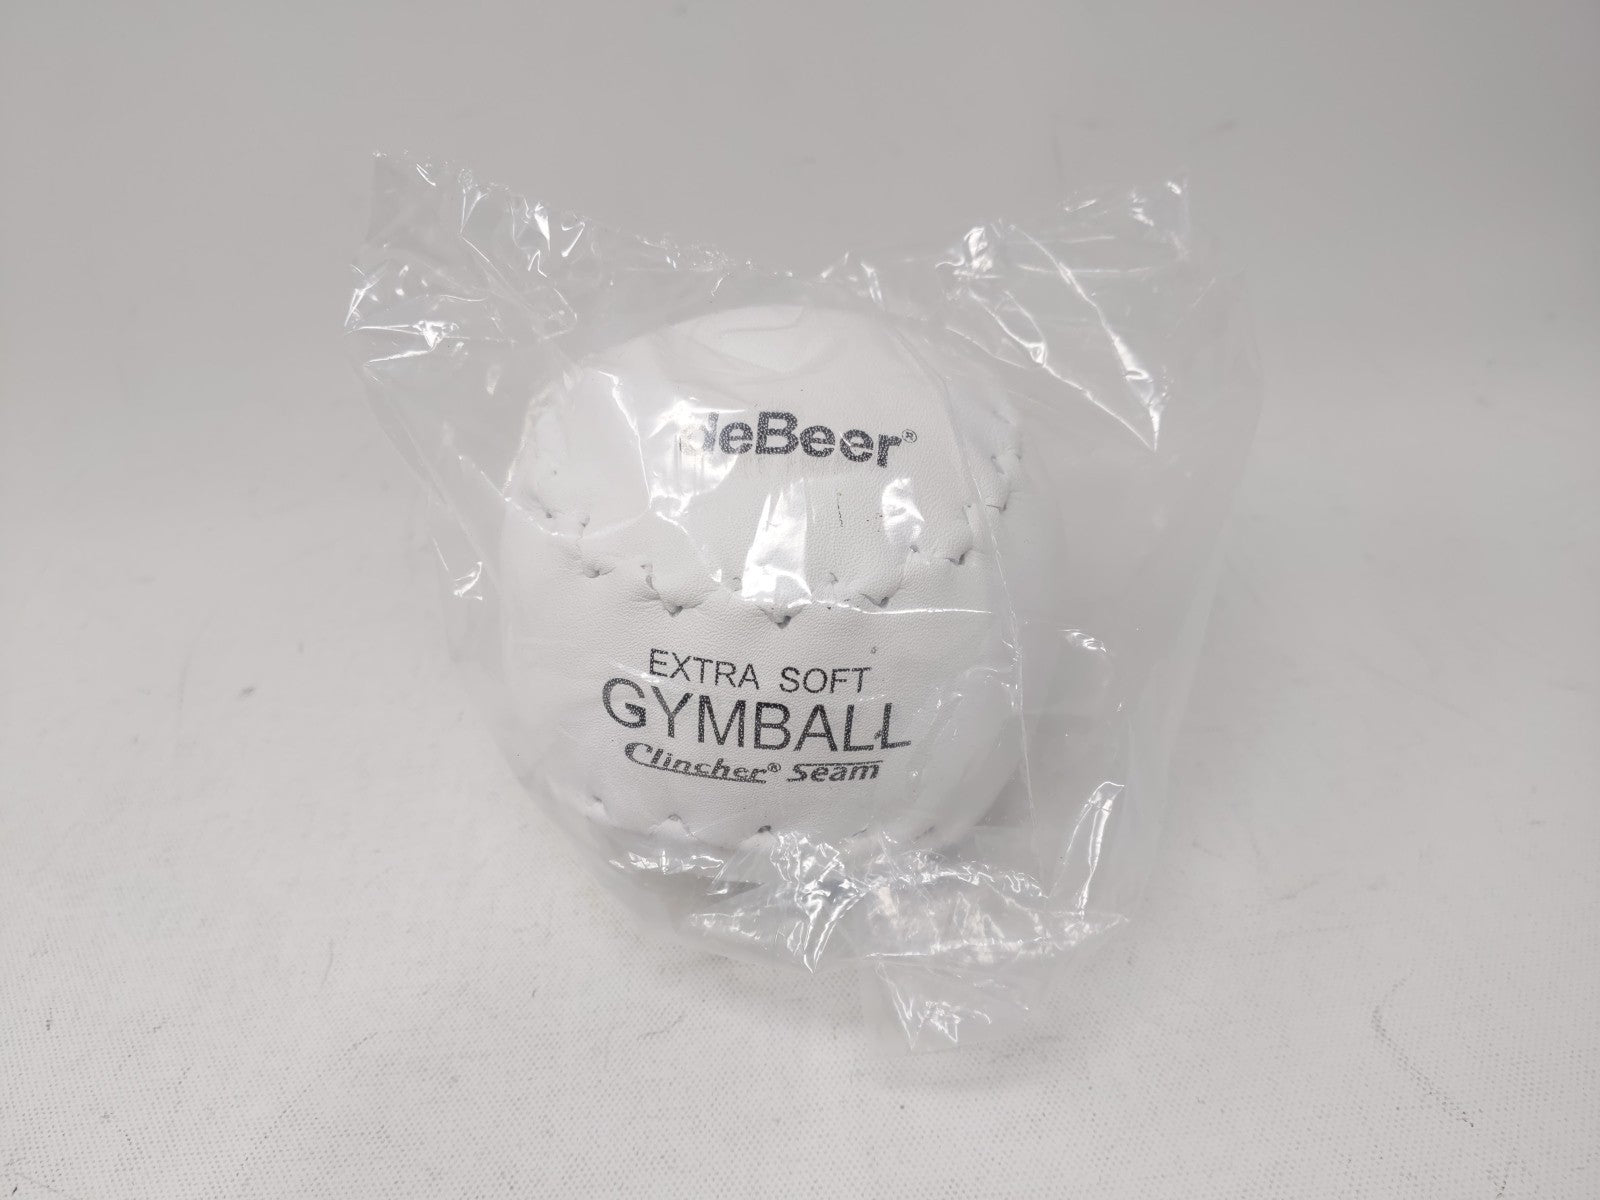 deBeer®
EXTRA SOFT
GYMBALL
Clincher® Seam